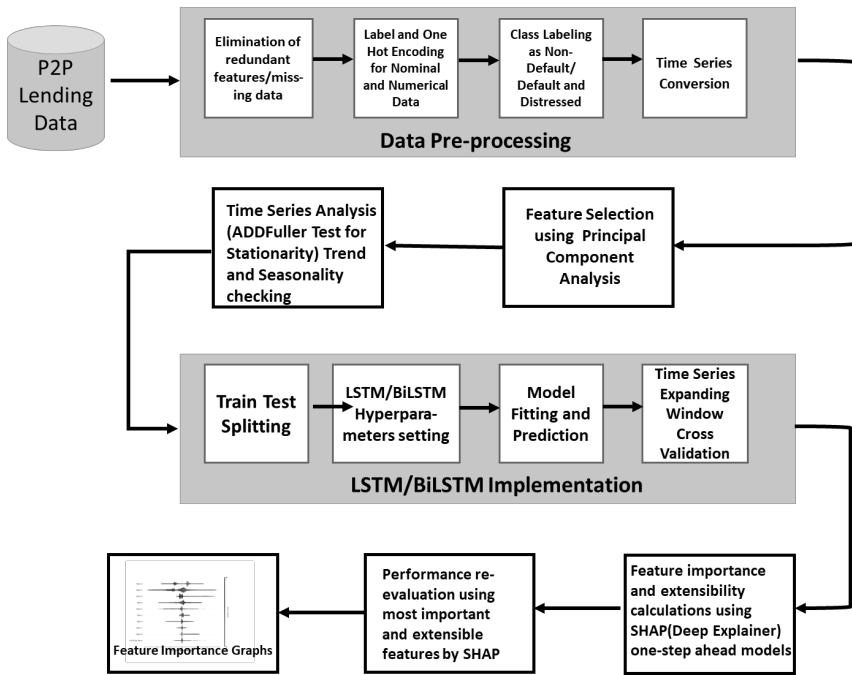 P2P
Lending
Data
Elimination of
redundant
features/miss-
ing data
Label and One
Hot Encoding
for Nominal
and Numerical
Data
Class Labeling
as Non-
Default/
Default and
Distressed
Time Series
Conversion
Data Pre-processing
Time Series Analysis
(ADDFuller Test for
Stationarity) Trend
and Seasonality
checking
Feature Selection
using Principal
Component
Analysis
Train Test
Splitting
LSTM/BiLSTM
Hyperpara-
meters setting
Model
Fitting and
Prediction
Time Series
Expanding
Window
Cross
Validation
LSTM/BiLSTM Implementation
Feature Importance Graphs
Performance re-
evaluation using
most important
and extensible
features by SHAP
Feature importance
and extensibility
calculations using
SHAP(Deep Explainer)
one-step ahead models